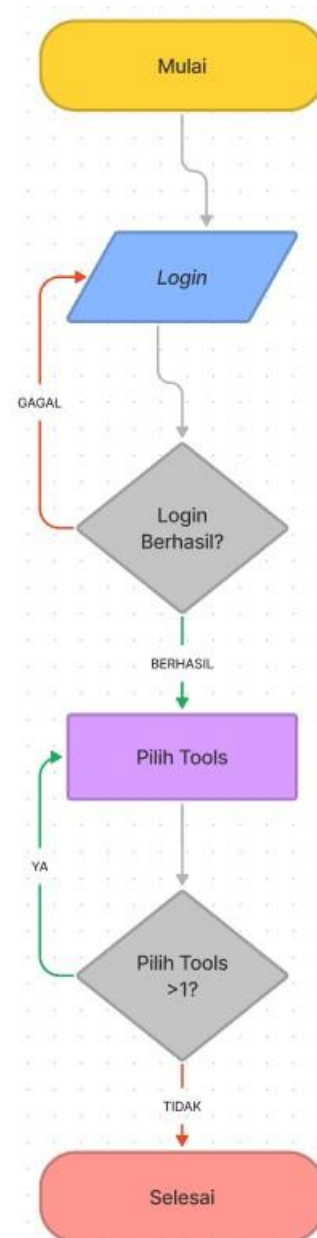 Mulai
Login
GAGAL
Login
Berhasil?
BERHASIL
Pilih Tools
YA
Pilih Tools
>1?
TIDAK
Selesai